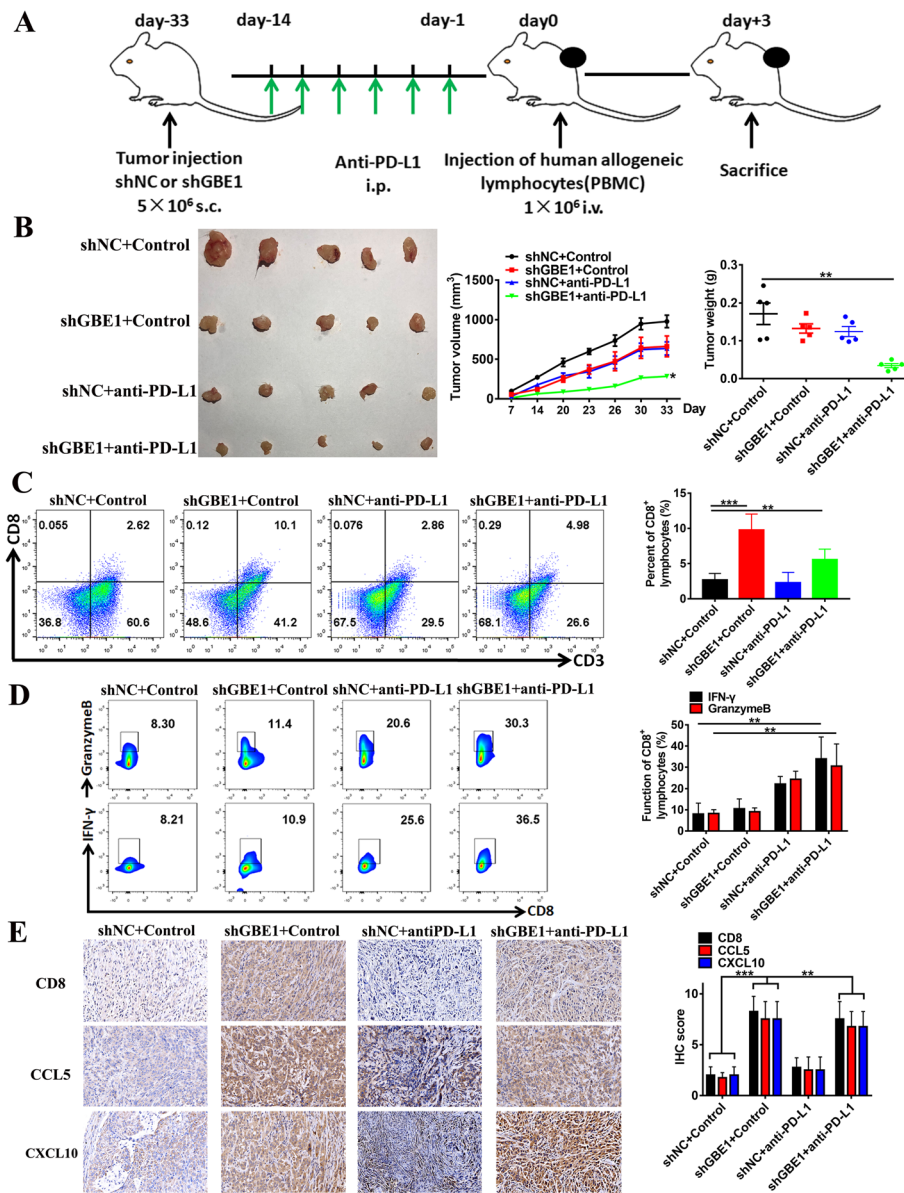 A
day-33
day-14
day-1
day0
day+3
Tumor injection
shNC or shGBE1
5×10⁶ s.c.
Anti-PD-L1
i.p.
Injection of human allogeneic
lymphocytes(PBMC)
1×10⁶ i.v.
Sacrifice
B
shNC+Control
shGBE1+Control
shNC+anti-PD-L1
shGBE1+anti-PD-L1
shNC+Control
shGBE1+Control
shNC+anti-PD-L1
shGBE1+anti-PD-L1
Tumor volume (mm³)
1500
1000
500
0
7 14 20 23 26 30 33 Day
*
Tumor weight (g)
0.3
0.2
0.1
0.0
**
shNC+Control
shGBE1+Control
shNC+anti-PD-L1
shGBE1+anti-PD-L1
C
shNC+Control shGBE1+Control shNC+anti-PD-L1 shGBE1+anti-PD-L1
CD8
0.055 2.62 0.12 10.1 0.076 2.86 0.29 4.98
36.8 60.6 48.6 41.2 67.5 29.5 68.1 26.6
CD3
Percent of CD8⁺
lymphocytes (%)
15
10
5
0
*** **
shNC+Control
shGBE1+Control
shNC+anti-PD-L1
shGBE1+anti-PD-L1
D
shNC+Control shGBE1+Control shNC+anti-PD-L1 shGBE1+anti-PD-L1
GranzymeB
8.30 11.4 20.6 30.3
IFN-γ
8.21 10.9 25.6 36.5
CD8
IFN-γ
GranzymeB
Function of CD8⁺
lymphocytes (%)
50
40
30
20
10
0
**
**
shNC+Control
shGBE1+Control
shNC+anti-PD-L1
shGBE1+anti-PD-L1
E
shNC+Control shGBE1+Control shNC+antiPD-L1 shGBE1+anti-PD-L1
CD8
CCL5
CXCL10
CD8
CCL5
CXCL10
IHC score
10
5
0
*** **
shNC+Control
shGBE1+Control
shNC+anti-PD-L1
shGBE1+anti-PD-L1